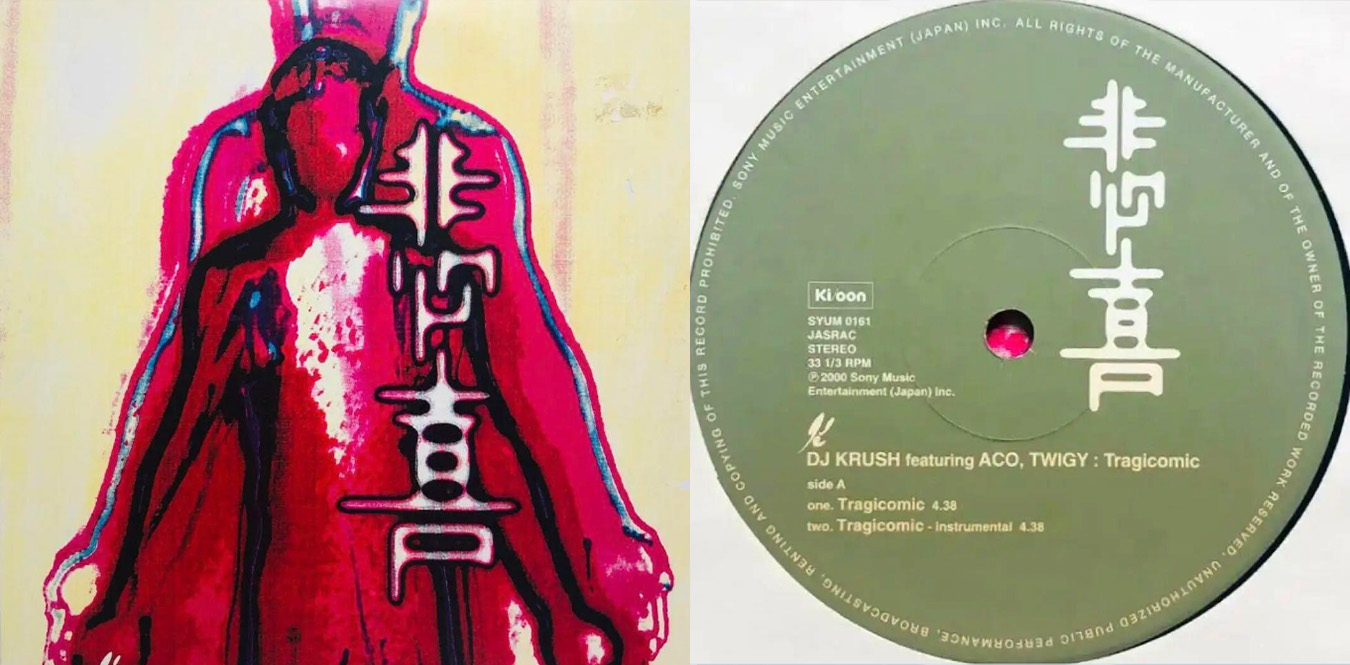 悲喜
SONY MUSIC ENTERTAINMENT (JAPAN) INC. ALL RIGHTS OF THE MANUFACTURER AND OF THE OWNER OF THE RECORDED WORK RESERVED. UNAUTHORIZED PUBLIC PERFORMANCE, BROADCASTING, RENTING AND COPYING OF THIS RECORD PROHIBITED.
悲喜
Ki/oon
SYUM 0161
JASRAC
STEREO
33 1/3 RPM
℗ 2000 Sony Music
Entertainment (Japan) Inc.
DJ KRUSH featuring ACO, TWIGY : Tragicomic
side A
one. Tragicomic 4.38
two. Tragicomic - Instrumental 4.38